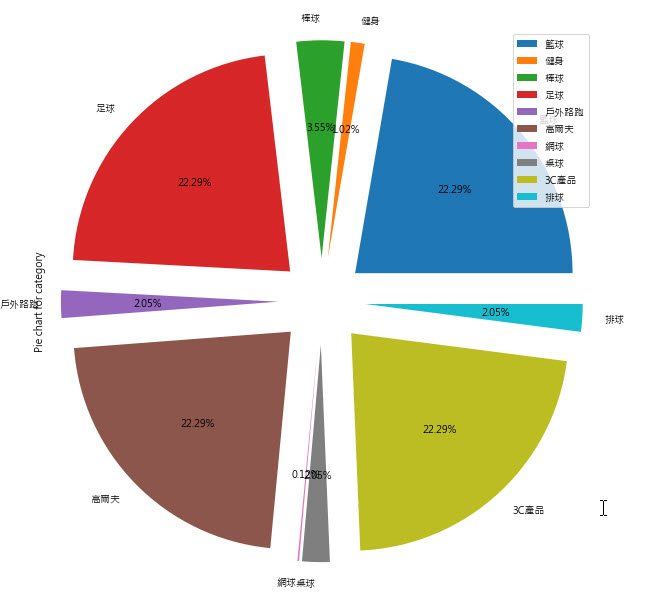 棒球
健身
籃球
健身
棒球
足球
戶外路跑
高爾夫
網球
桌球
3C產品
排球
足球
3.55%
1.02%
22.29%
22.29%
Pie chart for category
戶外路跑
2.05%
2.05%
排球
22.29%
22.29%
0.12%
2.05%
高爾夫
3C產品
網球
桌球